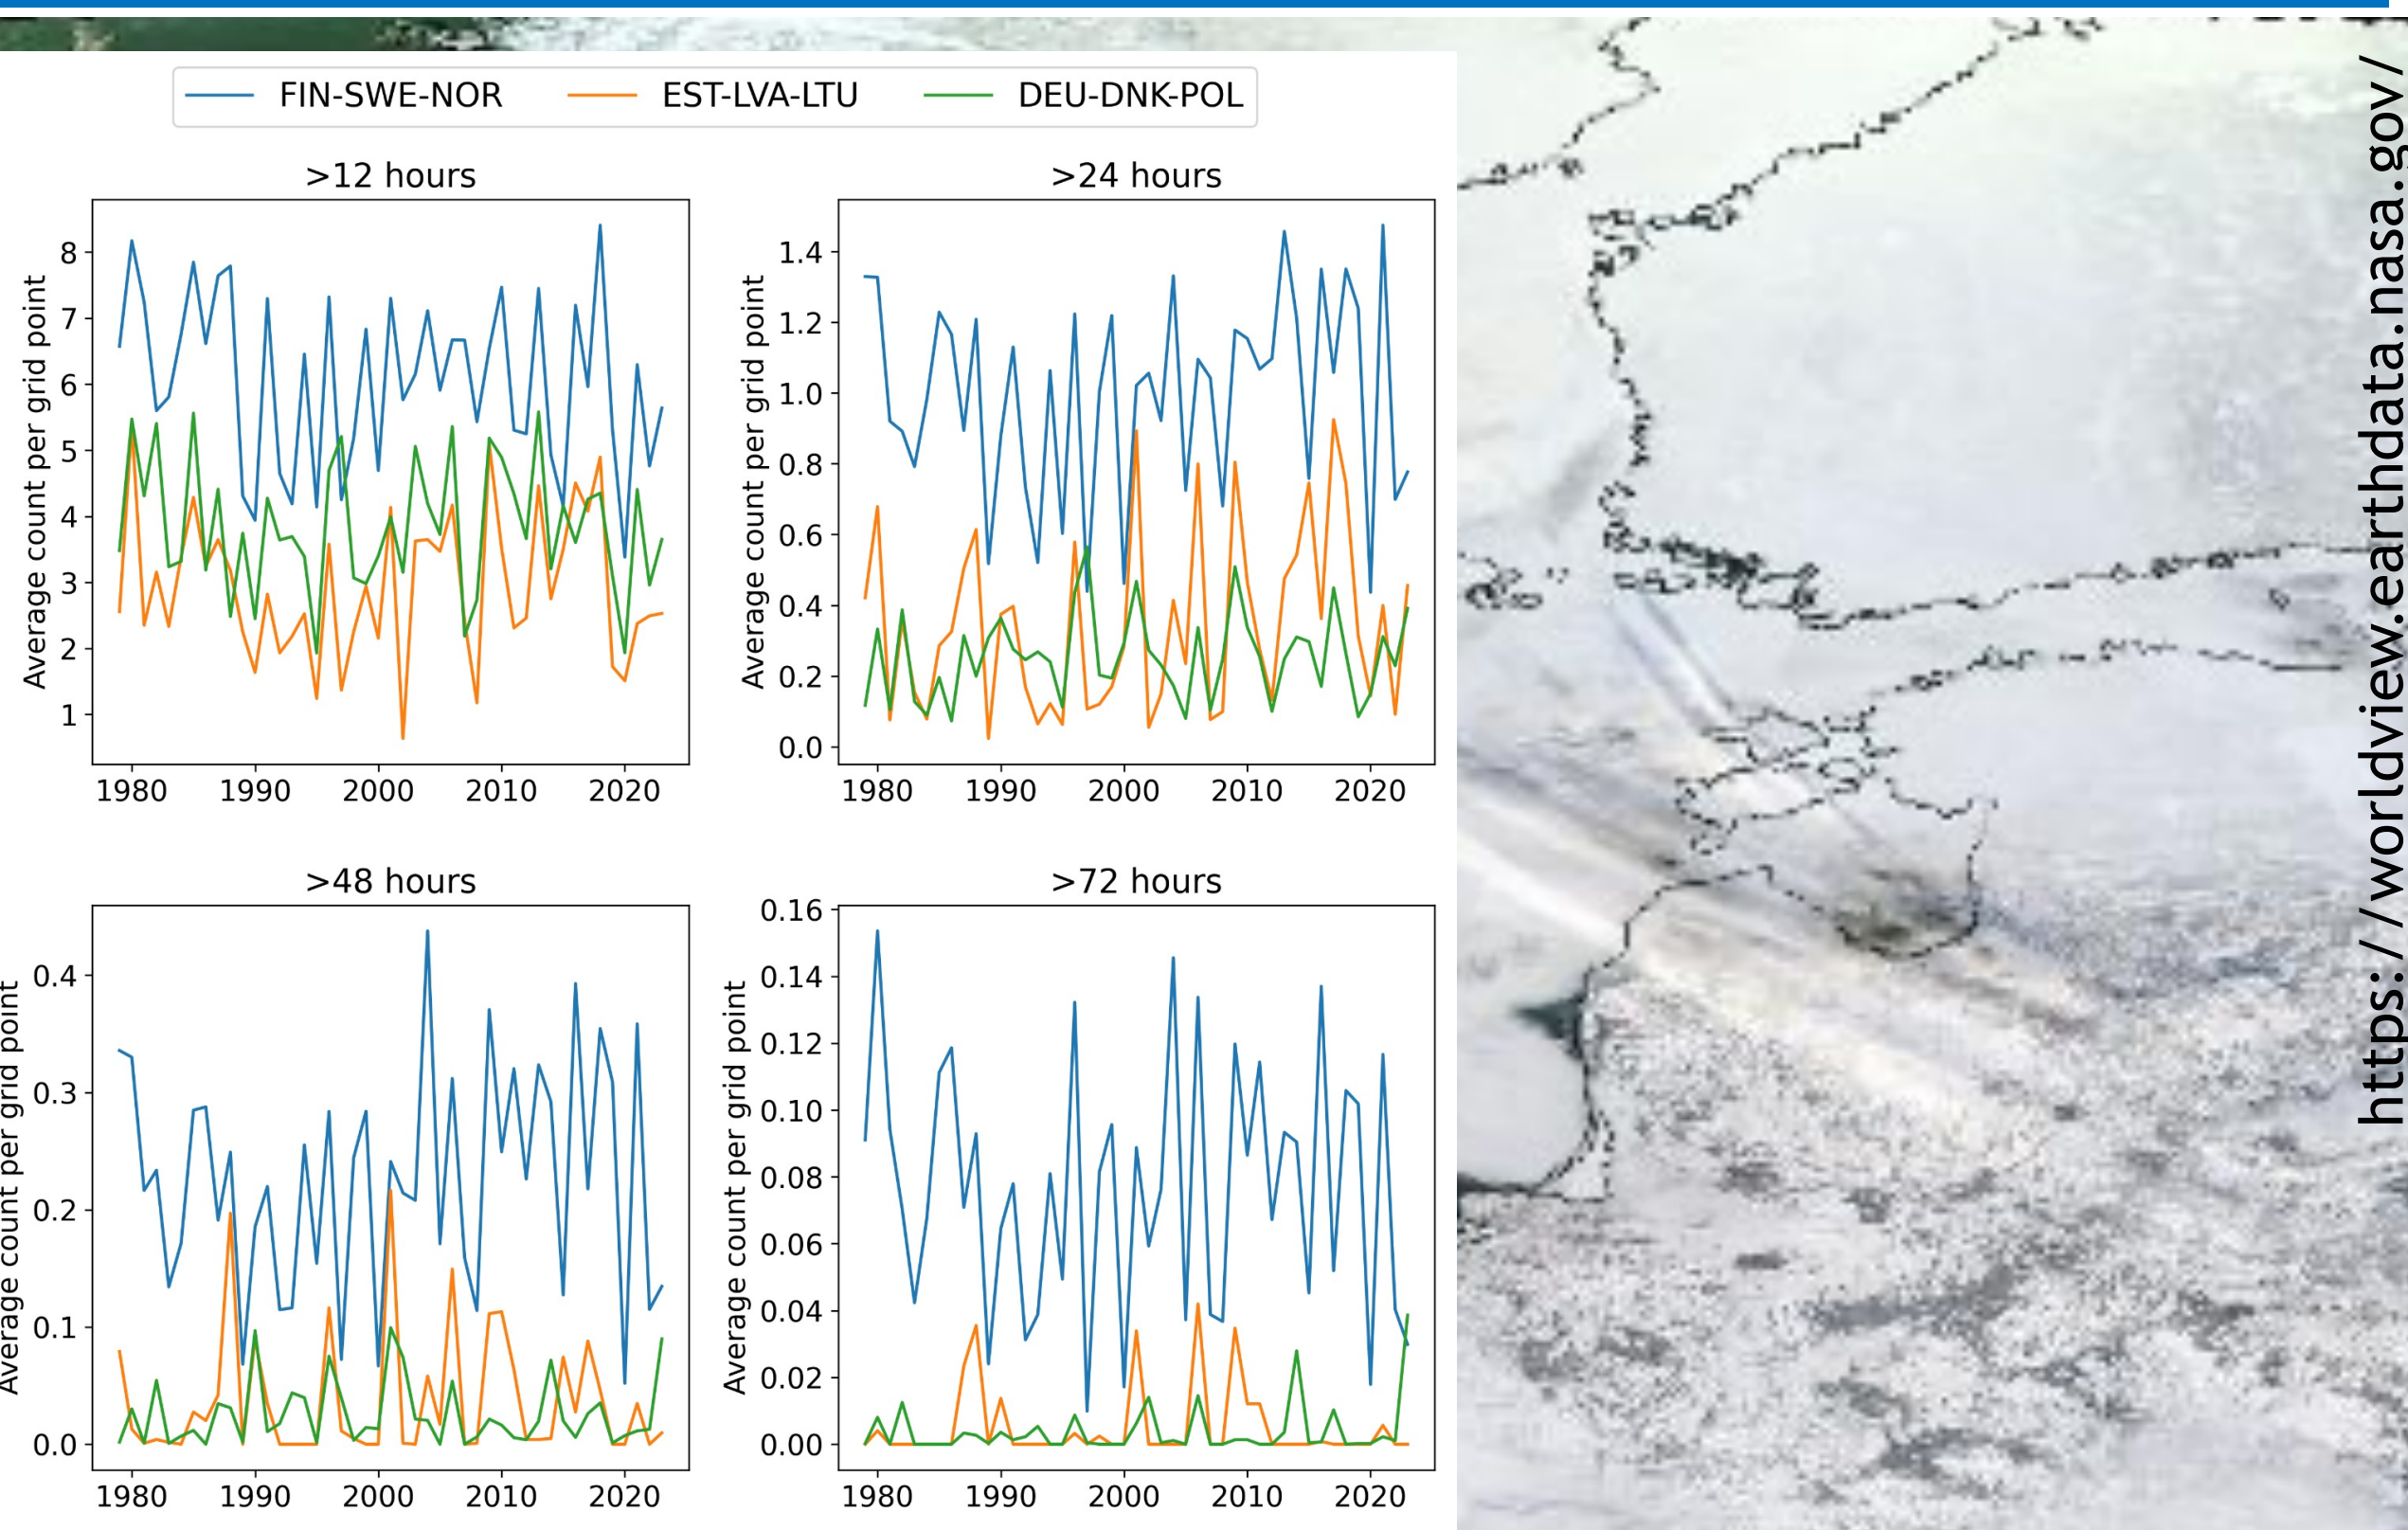 FIN-SWE-NOR EST-LVA-LTU DEU-DNK-POL
>12 hours
Average count per grid point
8
7
6
5
4
3
2
1
1980 1990 2000 2010 2020
>24 hours
Average count per grid point
1.4
1.2
1.0
0.8
0.6
0.4
0.2
0.0
1980 1990 2000 2010 2020
>48 hours
Average count per grid point
0.4
0.3
0.2
0.1
0.0
1980 1990 2000 2010 2020
>72 hours
Average count per grid point
0.16
0.14
0.12
0.10
0.08
0.06
0.04
0.02
0.00
1980 1990 2000 2010 2020
https://worldview.earthdata.nasa.gov/